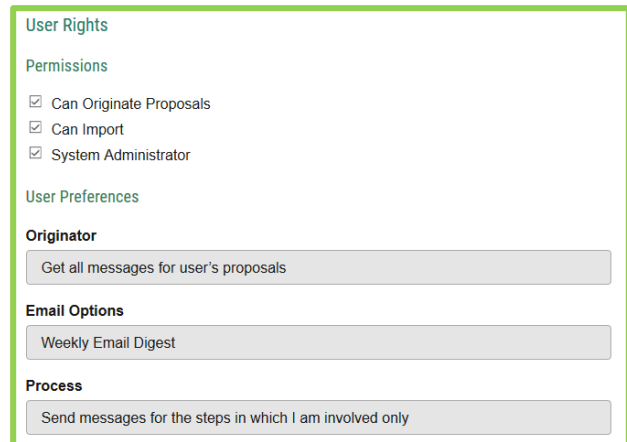 User Rights
Permissions
Can Originate Proposals
Can Import
System Administrator
User Preferences
Originator
Get all messages for user's proposals
Email Options
Weekly Email Digest
Process
Send messages for the steps in which I am involved only